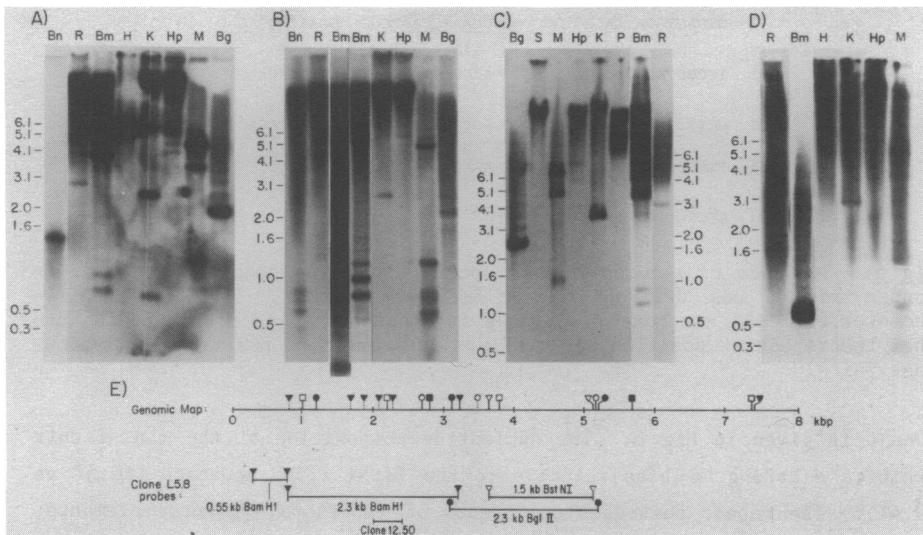 A)
Bn R Bm H K Hp M Bg
6.1
5.1
4.1
3.1
2.0
1.6
0.5
0.3
B)
Bn R Bm Bm K Hp M Bg
6.1
5.1
4.1
3.1
2.0
1.6
1.0
0.5
C)
Bg S M Hp K P Bm R
6.1
5.1
4.1
3.1
2.0
1.6
1.0
0.5
6.1
5.1
4.1
3.1
2.0
1.6
1.0
0.5
D)
R Bm H K Hp M
6.1
5.1
4.1
3.1
2.0
1.6
0.5
0.3
E)
Genomic Map:
0 1 2 3 4 5 6 7 8 kbp
Clone L5.8
probes:
0.55 kb Bam H1
2.3 kb Bam H1
1.5 kb Bst NI
2.3 kb Bgl II
Clone 12.50